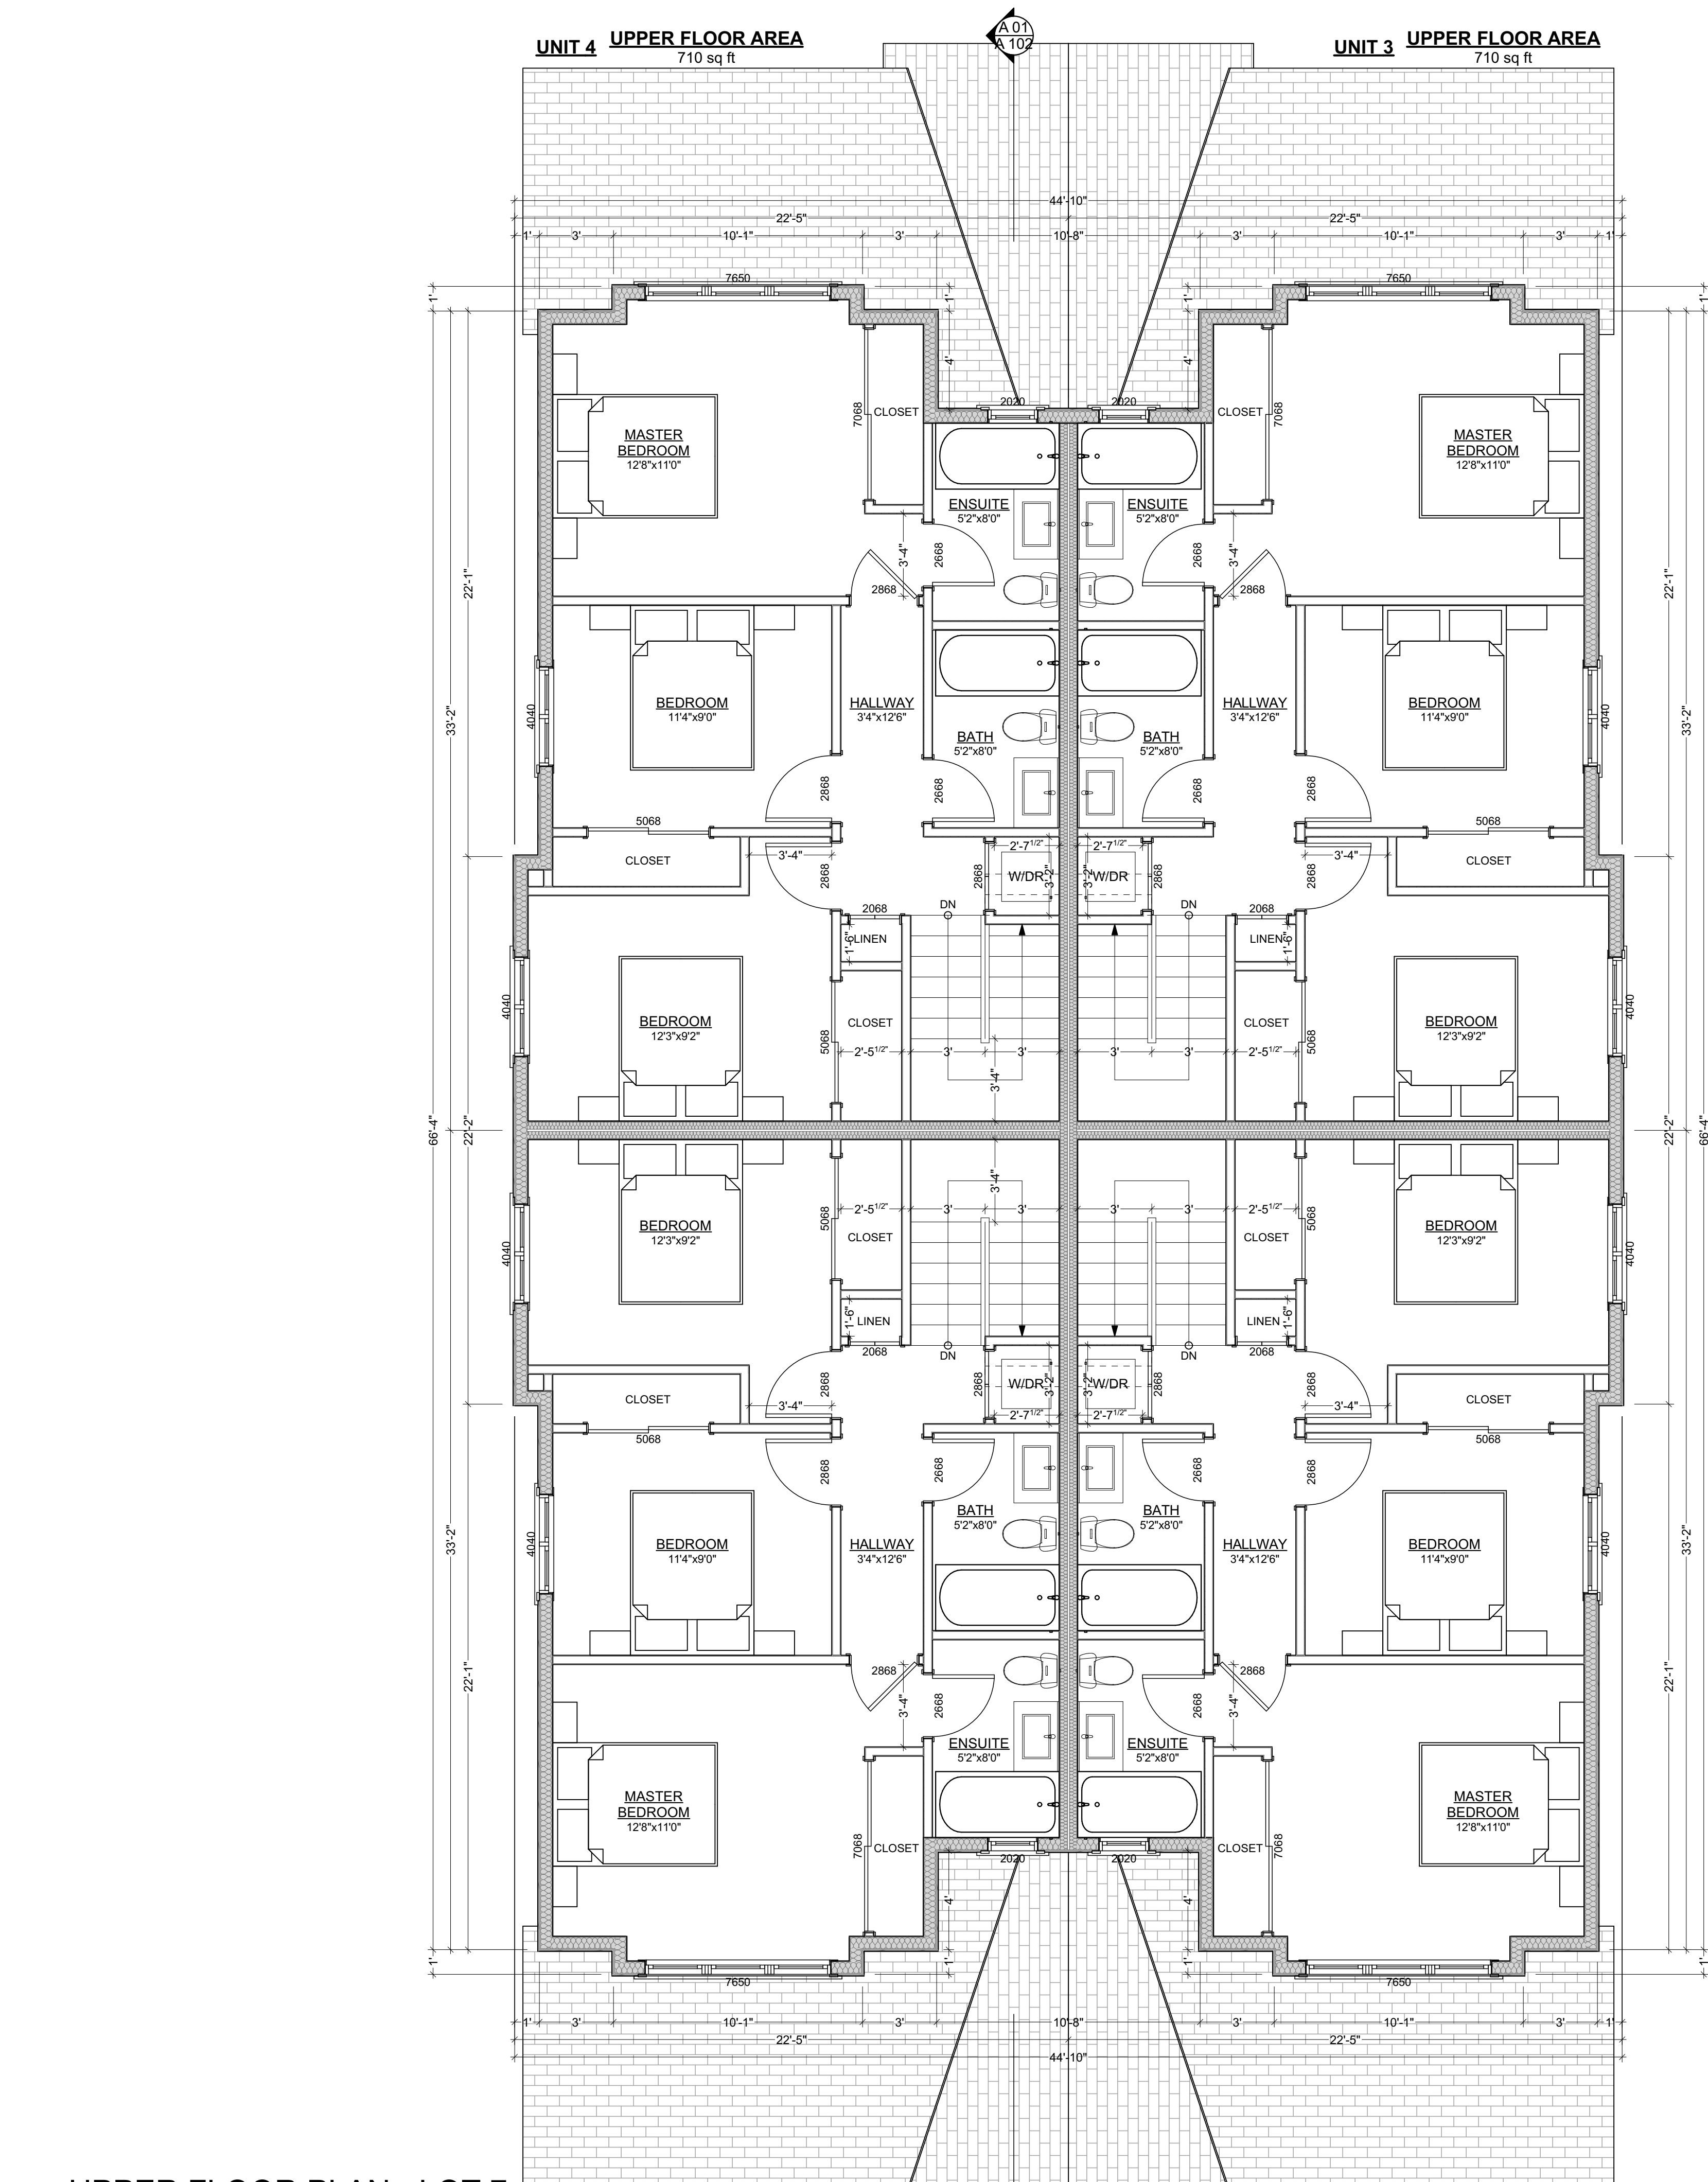 UNIT 4 UPPER FLOOR AREA
710 sq ft
A 01
A 102
UNIT 3 UPPER FLOOR AREA
710 sq ft
44'-10"
22'-5" 22'-5"
1' 3' 10'-1" 3' 10'-8" 3' 10'-1" 3' 1'
7650 7650
1' 1' 1' 1'
4' 4'
2020 2020
7068 CLOSET CLOSET 7068
MASTER
BEDROOM
12'8"x11'0"
MASTER
BEDROOM
12'8"x11'0"
ENSUITE
5'2"x8'0"
ENSUITE
5'2"x8'0"
3'-4" 2668 2668 3'-4"
2868 2868
22'-1" 22'-1"
33'-2" 33'-2"
BEDROOM
11'4"x9'0"
HALLWAY
3'4"x12'6"
HALLWAY
3'4"x12'6"
BEDROOM
11'4"x9'0"
4040 4040
BATH
5'2"x8'0"
BATH
5'2"x8'0"
2868 2668 2668 2868
5068 5068
CLOSET 3'-4" 2'-7 1/2" 2'-7 1/2" 3'-4" CLOSET
2868 2868 W/DR 3'-2" 3'-2" W/DR 2868 2868
2068 DN DN 2068
1'-6" LINEN LINEN 1'-6"
4040 4040
BEDROOM
12'3"x9'2"
CLOSET CLOSET
BEDROOM
12'3"x9'2"
5068 2'-5 1/2" 3' 3' 3' 3' 2'-5 1/2" 5068
3'-4"
66'-4" 22'-2" 22'-2" 66'-4"
3'-4"
BEDROOM
12'3"x9'2"
5068 2'-5 1/2" 3' 3' 3' 3' 2'-5 1/2" 5068
BEDROOM
12'3"x9'2"
CLOSET CLOSET
4040 4040
1'-6" LINEN LINEN 1'-6"
2068 DN DN 2068
2868 2868 W/DR 3'-2" 3'-2" W/DR 2868 2868
CLOSET 3'-4" 2'-7 1/2" 2'-7 1/2" 3'-4" CLOSET
5068 5068
2868 2668 2668 2868
BATH
5'2"x8'0"
BATH
5'2"x8'0"
4040 4040
BEDROOM
11'4"x9'0"
HALLWAY
3'4"x12'6"
HALLWAY
3'4"x12'6"
BEDROOM
11'4"x9'0"
33'-2" 33'-2"
22'-1" 22'-1"
2868 2868
3'-4" 2668 2668 3'-4"
ENSUITE
5'2"x8'0"
ENSUITE
5'2"x8'0"
MASTER
BEDROOM
12'8"x11'0"
MASTER
BEDROOM
12'8"x11'0"
7068 CLOSET CLOSET 7068
2020 2020
4' 4'
1' 1' 1' 1'
7650 7650
1' 3' 10'-1" 3' 10'-8" 3' 10'-1" 3' 1'
22'-5" 22'-5"
44'-10"